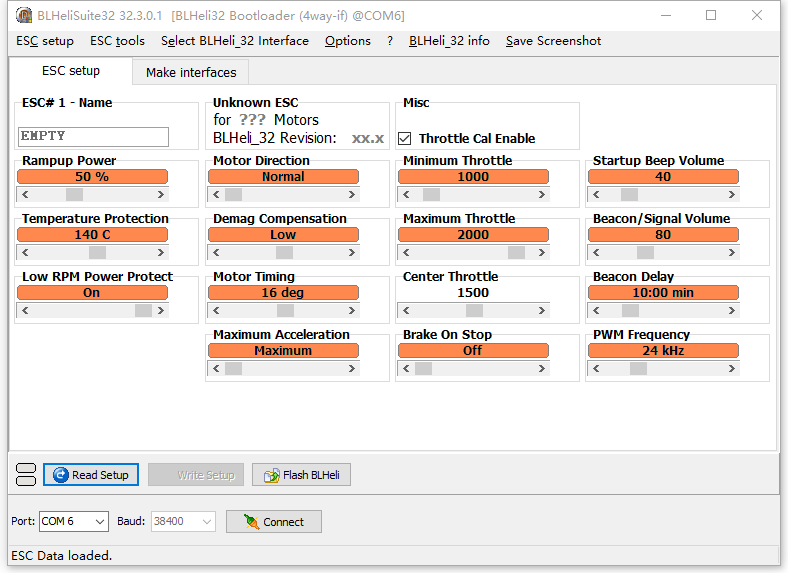 BLHeliSuite32 32.3.0.1 [BLHeli32 Bootloader (4way-if) @COM6]
ESC setup ESC tools Select BLHeli_32 Interface Options ? BLHeli_32 info Save Screenshot
ESC setup Make interfaces
ESC# 1 - Name
EMPTY
Unknown ESC
for ??? Motors
BLHeli_32 Revision: xx.x
Misc
Throttle Cal Enable
Rampup Power
50 %
Motor Direction
Normal
Minimum Throttle
1000
Startup Beep Volume
40
Temperature Protection
140 C
Demag Compensation
Low
Maximum Throttle
2000
Beacon/Signal Volume
80
Low RPM Power Protect
On
Motor Timing
16 deg
Center Throttle
1500
Beacon Delay
10:00 min
Maximum Acceleration
Maximum
Brake On Stop
Off
PWM Frequency
24 kHz
Read Setup Write Setup Flash BLHeli
Port: COM 6 Baud: 38400 Connect
ESC Data loaded.